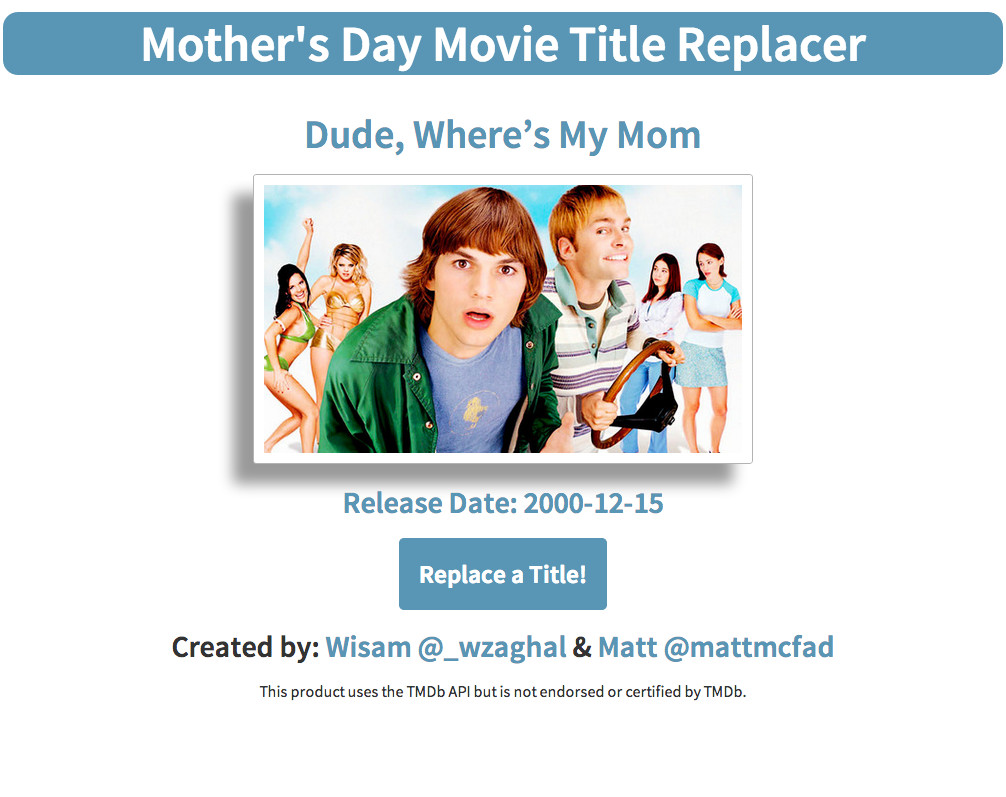 Mother's Day Movie Title Replacer
Dude, Where’s My Mom
Release Date: 2000-12-15
Replace a Title!
Created by: Wisam @_wzaghal & Matt @mattmcfad
This product uses the TMDb API but is not endorsed or certified by TMDb.